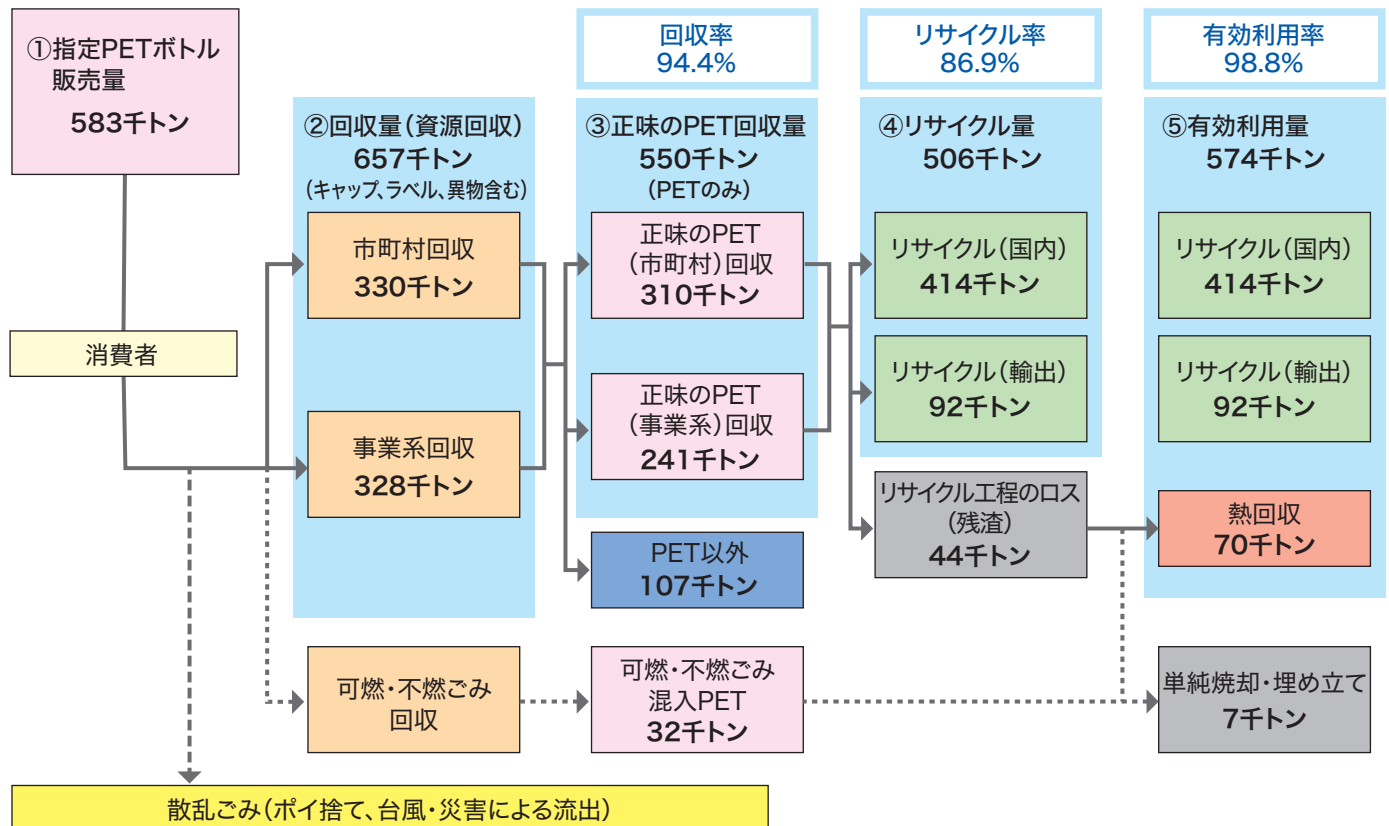 ①指定PETボトル
販売量
583千トン
消費者
②回収量(資源回収)
657千トン
(キャップ、ラベル、異物含む)
市町村回収
330千トン
事業系回収
328千トン
可燃・不燃ごみ
回収
回収率
94.4%
③正味のPET回収量
550千トン
(PETのみ)
正味のPET
(市町村)回収
310千トン
正味のPET
(事業系)回収
241千トン
PET以外
107千トン
可燃・不燃ごみ
混入PET
32千トン
リサイクル率
86.9%
④リサイクル量
506千トン
リサイクル(国内)
414千トン
リサイクル(輸出)
92千トン
リサイクル工程のロス
(残渣)
44千トン
有効利用率
98.8%
⑤有効利用量
574千トン
リサイクル(国内)
414千トン
リサイクル(輸出)
92千トン
熱回収
70千トン
単純焼却・埋め立て
7千トン
散乱ごみ(ポイ捨て、台風・災害による流出)